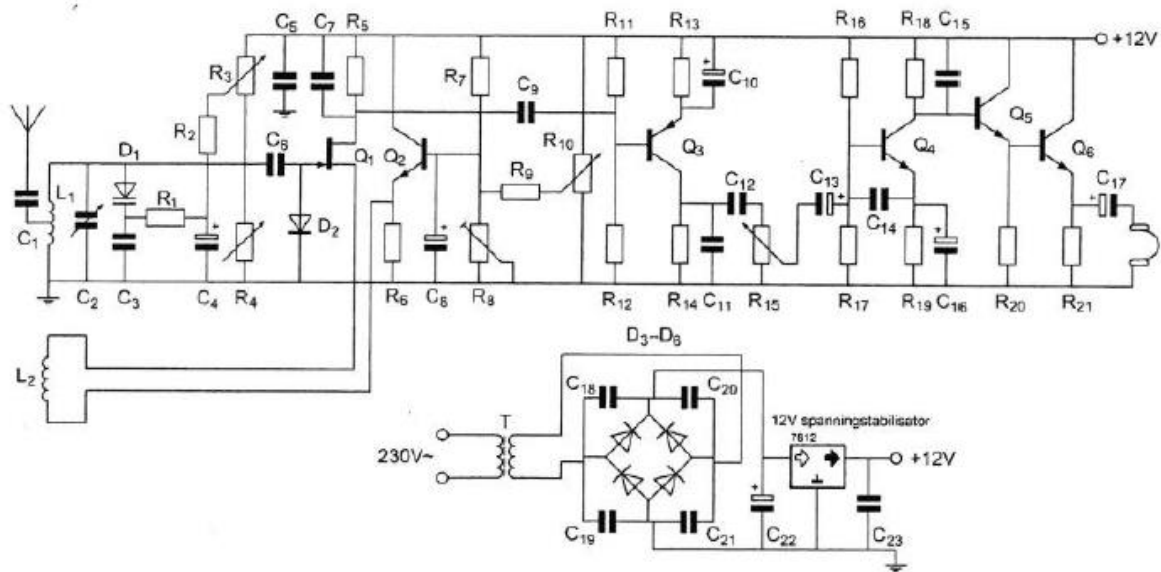 C5 C7 R5 R11 R13 R16 R18 C15
+12V
R3 R7 + C10
R2 C9
C6 Q1 Q2 R10 Q3 Q4 Q5 Q6
D1 R9 C12 C13 + + C17
L1 R1 D2 C14
C1 + + +
C2 C3 C4 R4 R6 C8 R8 R12 R14 C11 R15 R17 R19 C16 R20 R21
D3–D6
L2 C18 C20
T 12V spanningstabilisator
7812
230V~ +12V
+
C19 C21 C22 C23